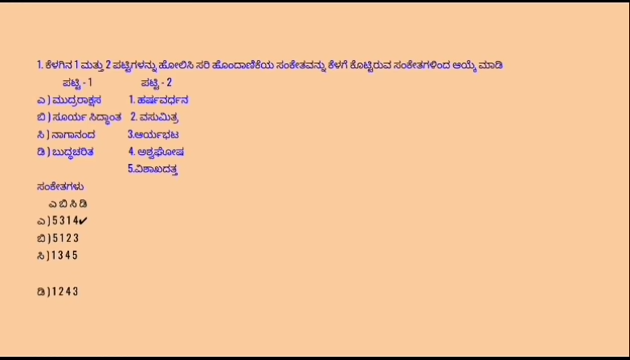 1. ಕೆಳಗಿನ 1 ಮತ್ತು 2 ಪಟ್ಟಿಗಳನ್ನು ಹೋಲಿಸಿ ಸರಿ ಹೊಂದಾಣಿಕೆಯ ಸಂಕೇತವನ್ನು ಕೆಳಗೆ ಕೊಟ್ಟಿರುವ ಸಂಕೇತಗಳಿಂದ ಆಯ್ಕೆ ಮಾಡಿ
ಪಟ್ಟಿ - 1 ಪಟ್ಟಿ - 2
ಎ ) ಮುದ್ರರಾಕ್ಷಸ 1. ಹರ್ಷವರ್ಧನ
ಬಿ ) ಸೂರ್ಯ ಸಿದ್ಧಾಂತ 2. ವಸುಮಿತ್ರ
ಸಿ ) ನಾಗಾನಂದ 3.ಆರ್ಯಭಟ
ಡಿ ) ಬುದ್ಧಚರಿತ 4. ಅಶ್ವಘೋಷ
5.ವಿಶಾಖದತ್ತ
ಸಂಕೇತಗಳು
ಎ ಬಿ ಸಿ ಡಿ
ಎ ) 5 3 1 4 ✔
ಬಿ ) 5 1 2 3
ಸಿ ) 1 3 4 5
ಡಿ ) 1 2 4 3